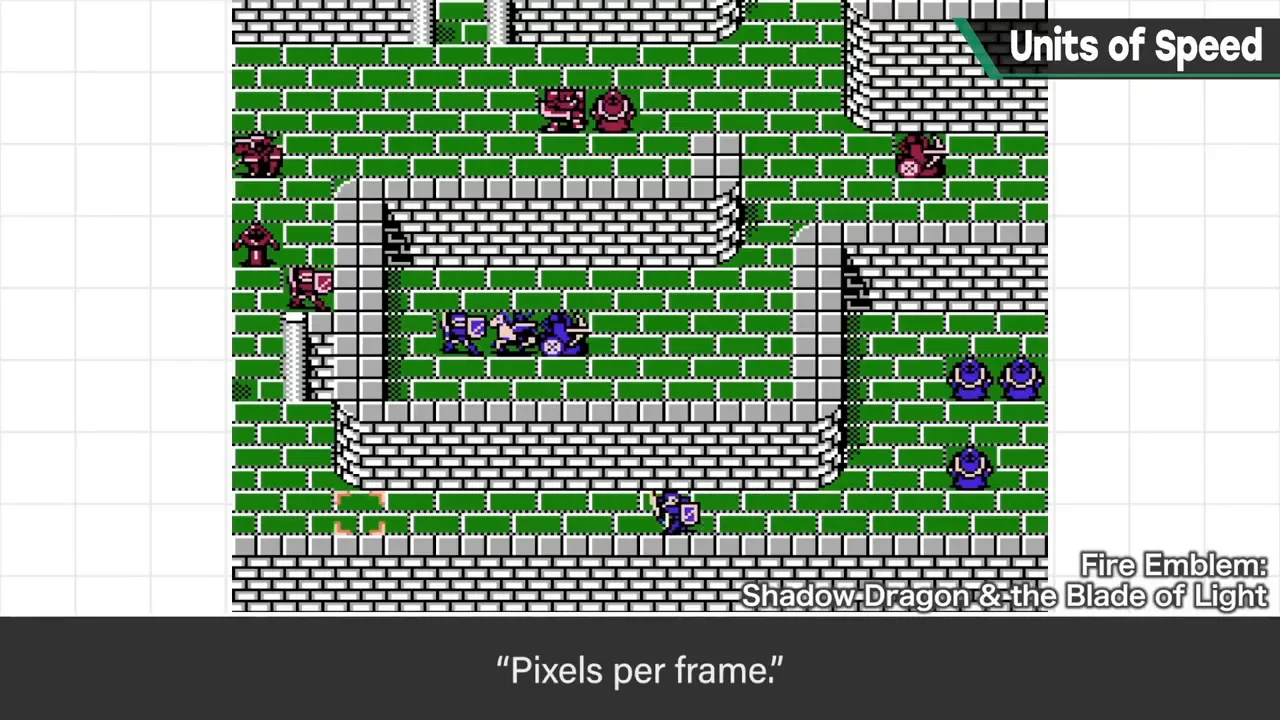 Units of Speed
Fire Emblem:
Shadow Dragon & the Blade of Light
“Pixels per frame.”